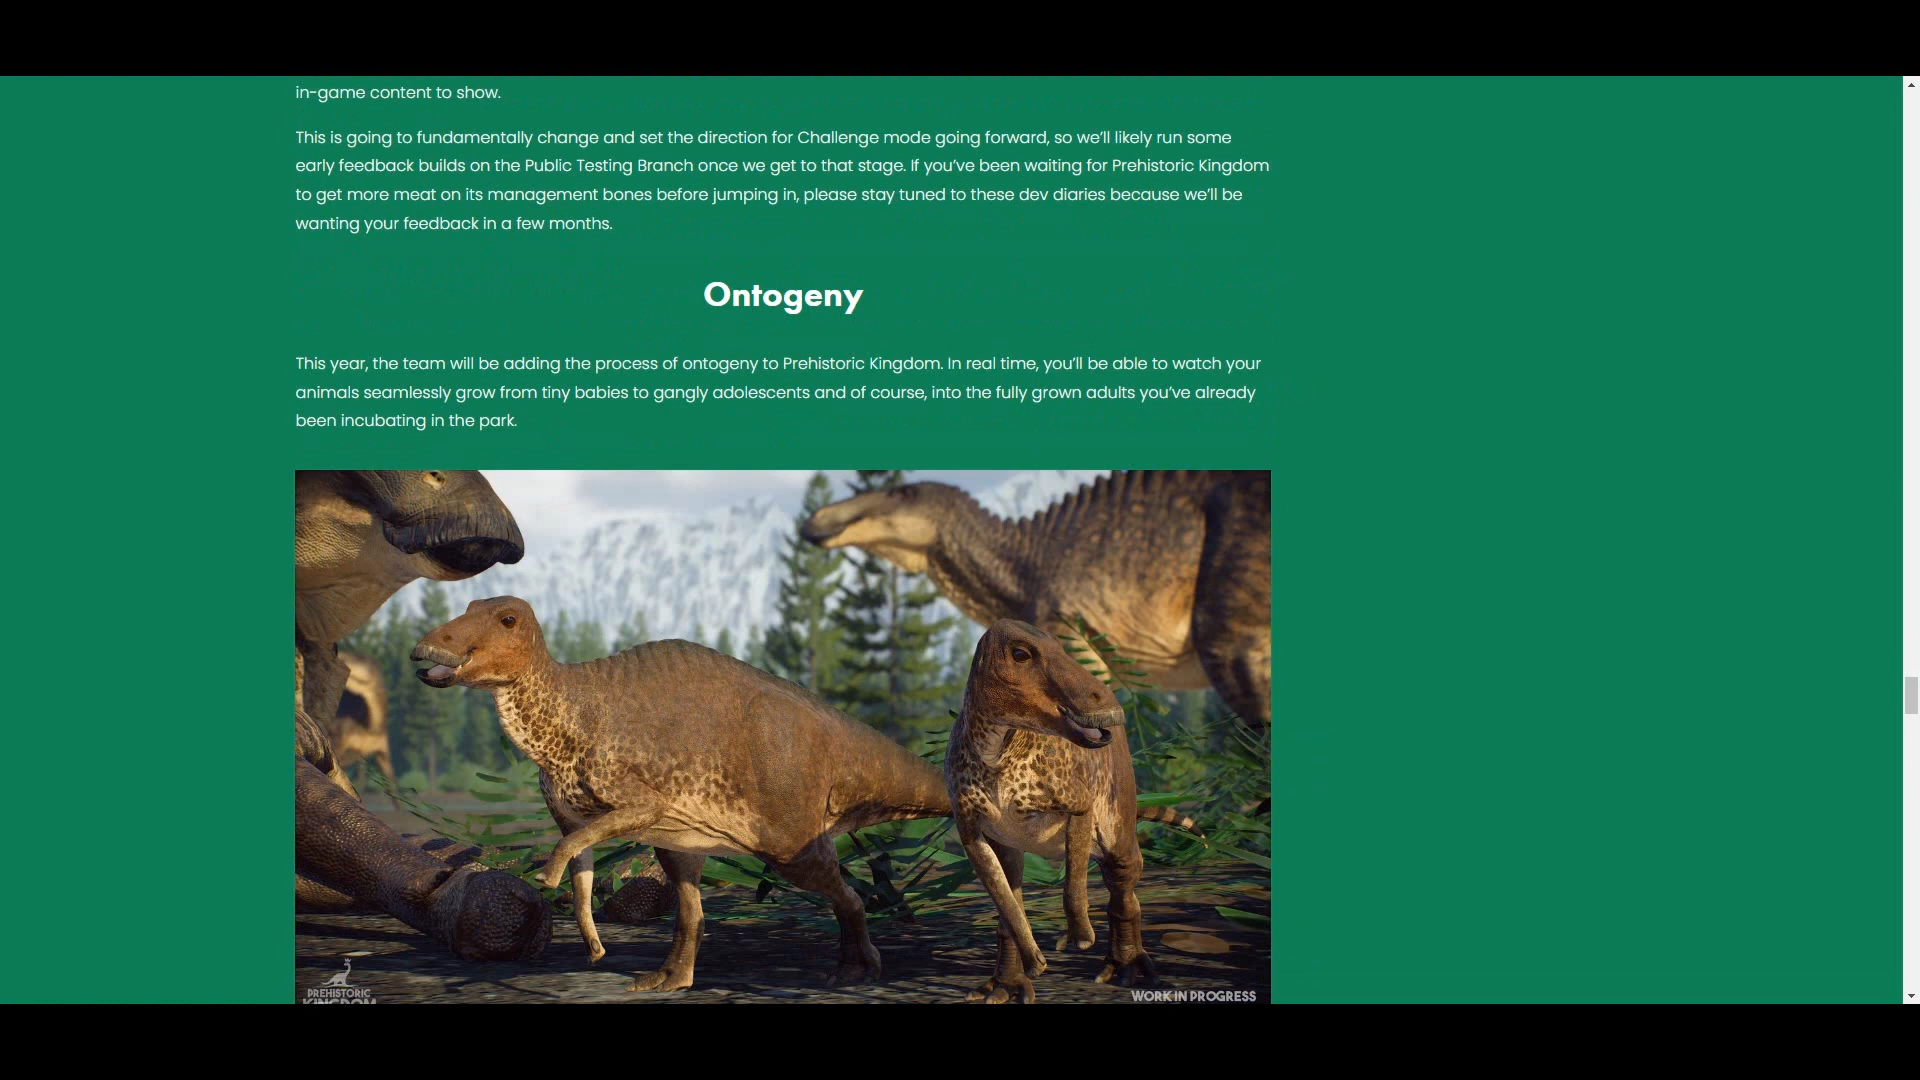 in-game content to show.
This is going to fundamentally change and set the direction for Challenge mode going forward, so we'll likely run some
early feedback builds on the Public Testing Branch once we get to that stage. If you've been waiting for Prehistoric Kingdom
to get more meat on its management bones before jumping in, please stay tuned to these dev diaries because we'll be
wanting your feedback in a few months.
Ontogeny
This year, the team will be adding the process of ontogeny to Prehistoric Kingdom. In real time, you'll be able to watch your
animals seamlessly grow from tiny babies to gangly adolescents and of course, into the fully grown adults you've already
been incubating in the park.
PREHISTORIC
KINGDOM
WORK IN PROGRESS